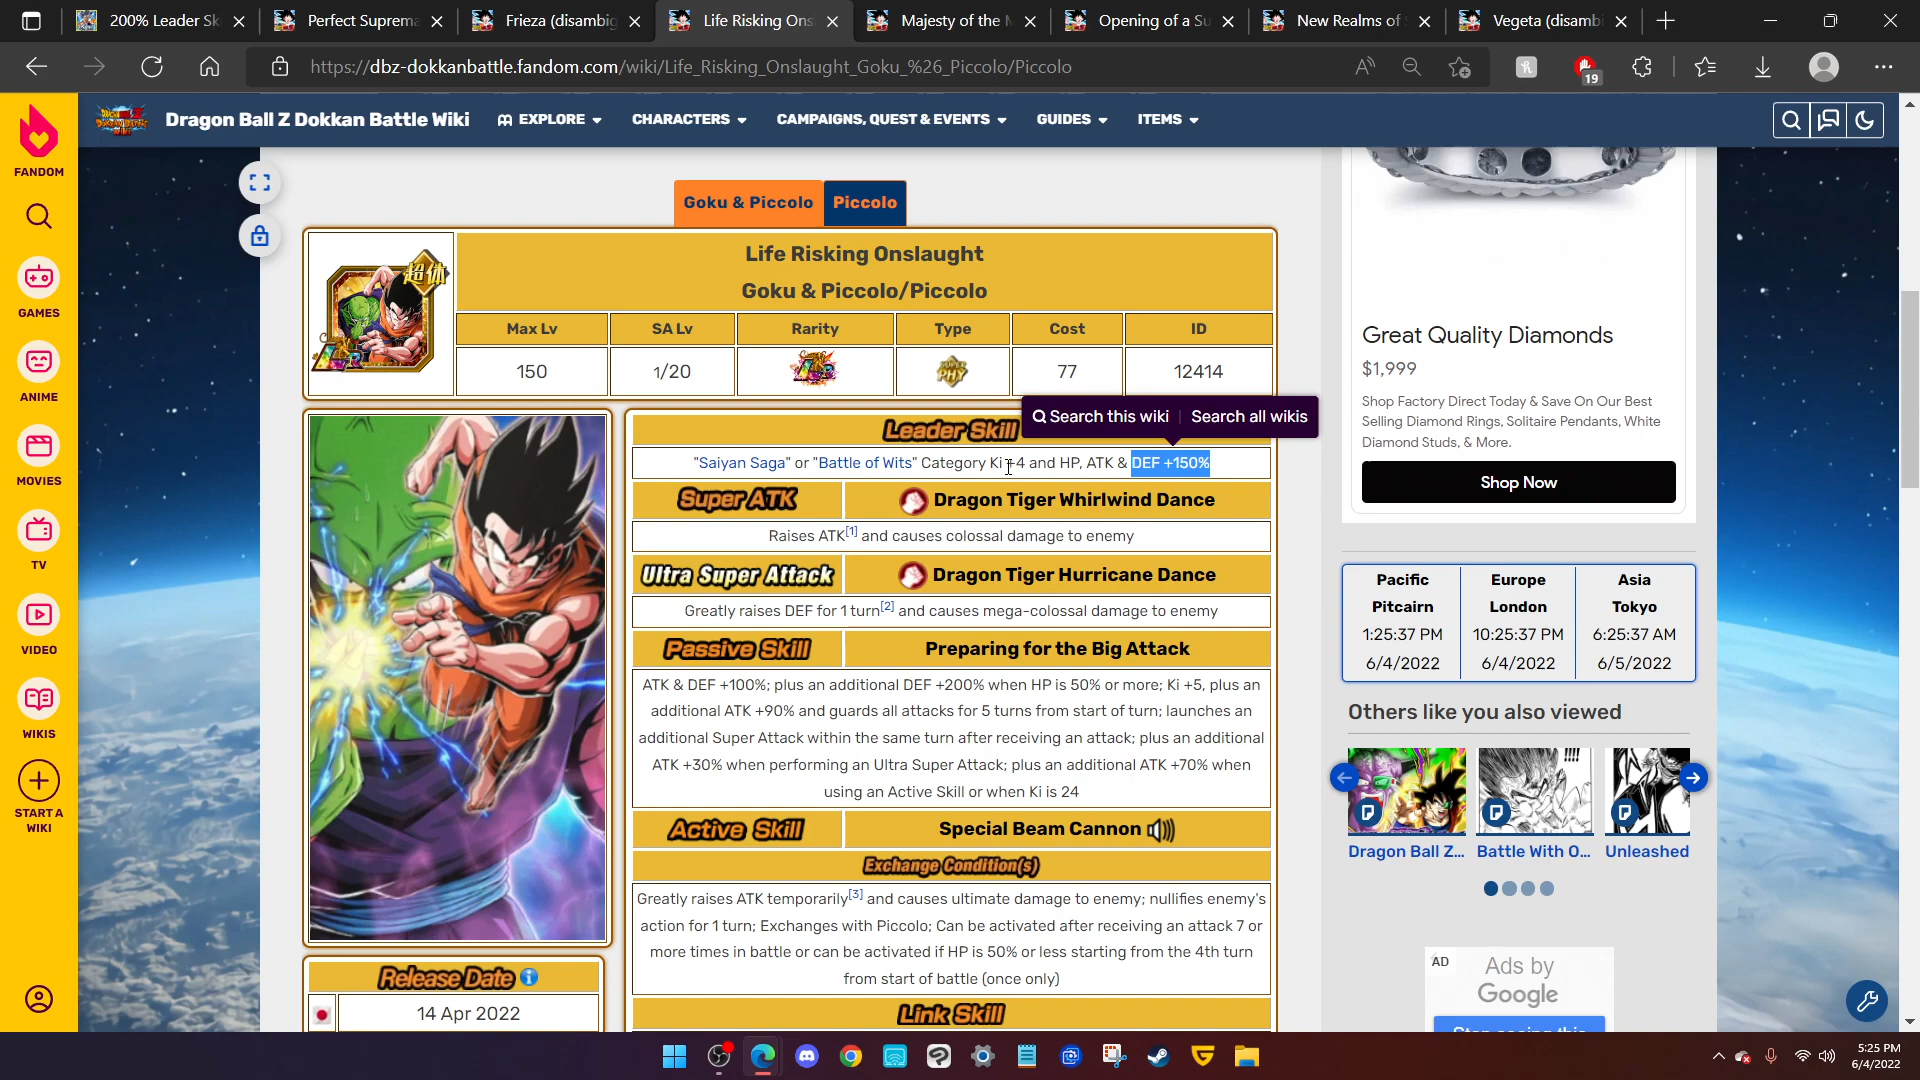 200% Leader Sk
Perfect Suprema
Frieza (disambig
Life Risking Ons
Majesty of the M
Opening of a Su
New Realms of
Vegeta (disambi
https://dbz-dokkanbattle.fandom.com/wiki/Life_Risking_Onslaught_Goku_%26_Piccolo/Piccolo
19
FANDOM
GAMES
ANIME
MOVIES
TV
VIDEO
WIKIS
START A
WIKI
Dragon Ball Z Dokkan Battle Wiki
EXPLORE
CHARACTERS
CAMPAIGNS, QUEST & EVENTS
GUIDES
ITEMS
Goku & Piccolo
Piccolo
超体
Life Risking Onslaught
Goku & Piccolo/Piccolo
Max Lv
SA Lv
Rarity
Type
Cost
ID
150
1/20
SUPER PHY
77
12414
Search this wiki
Search all wikis
Leader Skill
"Saiyan Saga" or "Battle of Wits" Category Ki +4 and HP, ATK & DEF +150%
Super ATK
Dragon Tiger Whirlwind Dance
Raises ATK[1] and causes colossal damage to enemy
Ultra Super Attack
Dragon Tiger Hurricane Dance
Greatly raises DEF for 1 turn[2] and causes mega-colossal damage to enemy
Passive Skill
Preparing for the Big Attack
ATK & DEF +100%; plus an additional DEF +200% when HP is 50% or more; Ki +5, plus an
additional ATK +90% and guards all attacks for 5 turns from start of turn; launches an
additional Super Attack within the same turn after receiving an attack; plus an additional
ATK +30% when performing an Ultra Super Attack; plus an additional ATK +70% when
using an Active Skill or when Ki is 24
Active Skill
Special Beam Cannon
Exchange Condition(s)
Greatly raises ATK temporarily[3] and causes ultimate damage to enemy; nullifies enemy's
action for 1 turn; Exchanges with Piccolo; Can be activated after receiving an attack 7 or
more times in battle or can be activated if HP is 50% or less starting from the 4th turn
from start of battle (once only)
Link Skill
Release Date
14 Apr 2022
Great Quality Diamonds
$1,999
Shop Factory Direct Today & Save On Our Best
Selling Diamond Rings, Solitaire Pendants, White
Diamond Studs, & More.
Shop Now
Pacific
Pitcairn
1:25:37 PM
6/4/2022
Europe
London
10:25:37 PM
6/4/2022
Asia
Tokyo
6:25:37 AM
6/5/2022
Others like you also viewed
Dragon Ball Z...
Battle With O...
Unleashed
AD
Ads by
Google
5:25 PM
6/4/2022